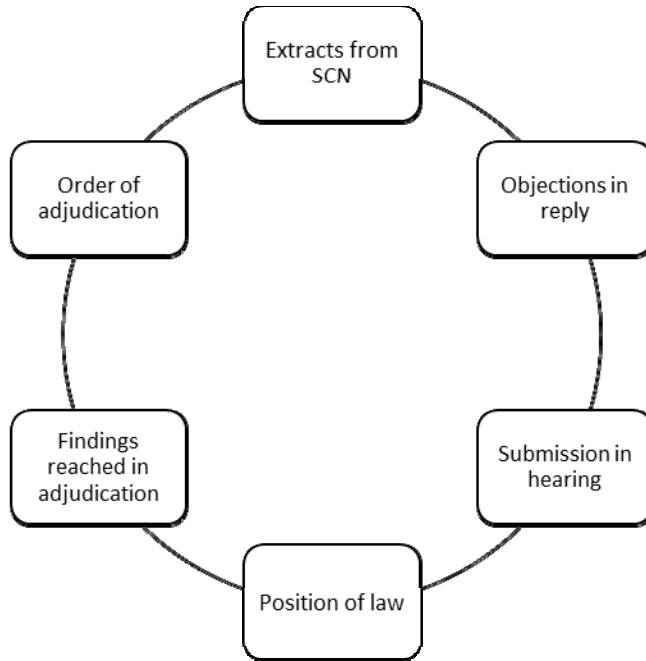 Extracts from
SCN
Objections in
reply
Submission in
hearing
Position of law
Findings
reached in
adjudication
Order of
adjudication